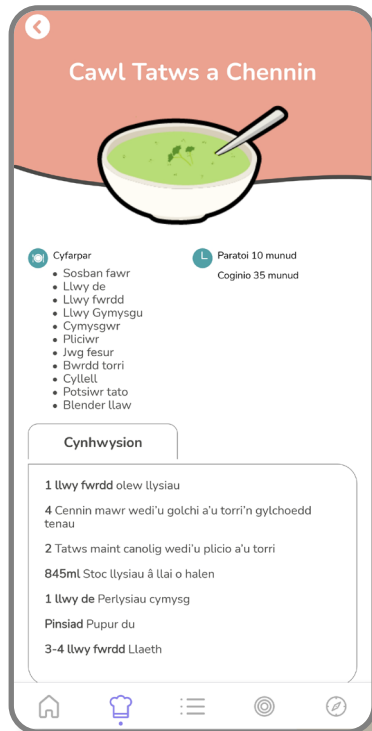 Cawl Tatws a Chennin
Cyfarpar
Sosban fawr
Llwy de
Llwy fwrdd
Llwy Gymysgu
Cymysgwr
Pliciwr
Jwg fesur
Bwrdd torri
Cyllell
Potsiwr tato
Blender llaw
Paratoi 10 munud
Coginio 35 munud
Cynhwysion
1 llwy fwrdd olew llysiau
4 Cennin mawr wedi'u golchi a'u torri'n gylchoedd
tenau
2 Tatws maint canolig wedi'u plicio a'u torri
845ml Stoc llysiau â llai o halen
1 llwy de Perlysiau cymysg
Pinsiad Pupur du
3-4 llwy fwrdd Llaeth